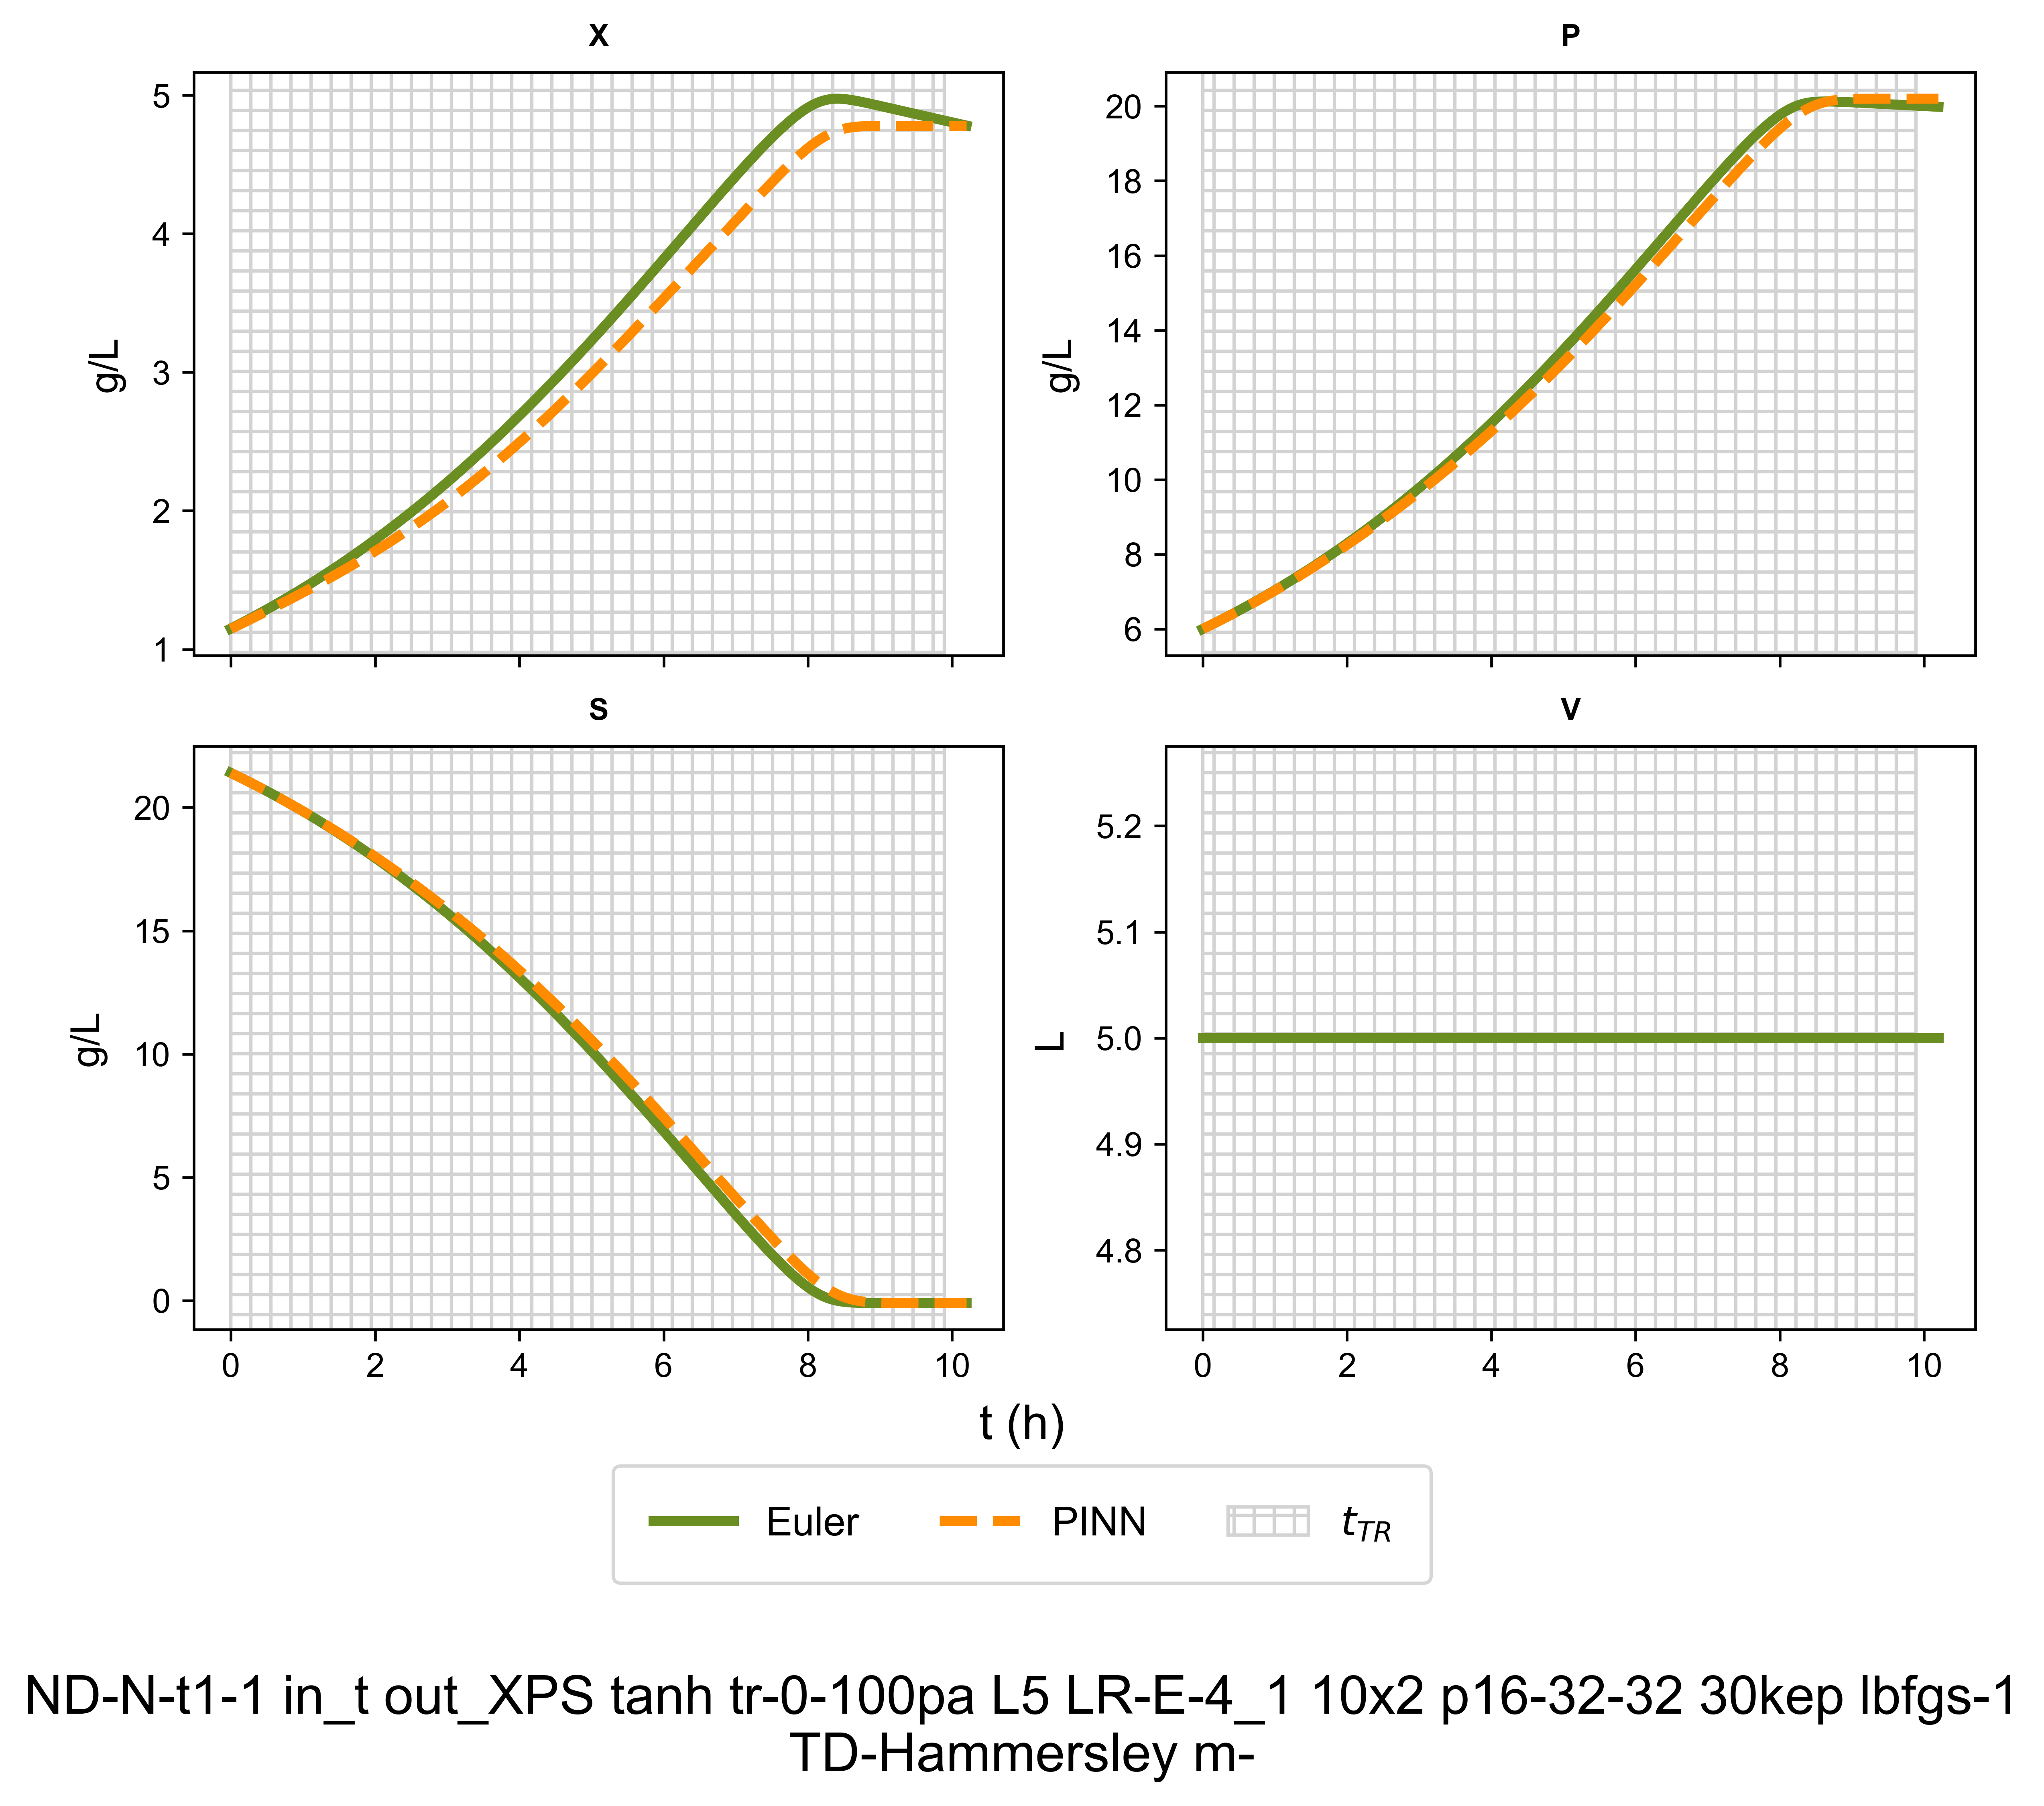 X
P
5
4
3
2
1
g/L
20
18
16
14
12
10
8
6
g/L
S
V
20
15
10
5
0
g/L
5.2
5.1
5.0
4.9
4.8
L
0 2 4 6 8 10
0 2 4 6 8 10
t (h)
Euler PINN t_TR
ND-N-t1-1 in_t out_XPS tanh tr-0-100pa L5 LR-E-4_1 10x2 p16-32-32 30kep lbfgs-1
TD-Hammersley m-